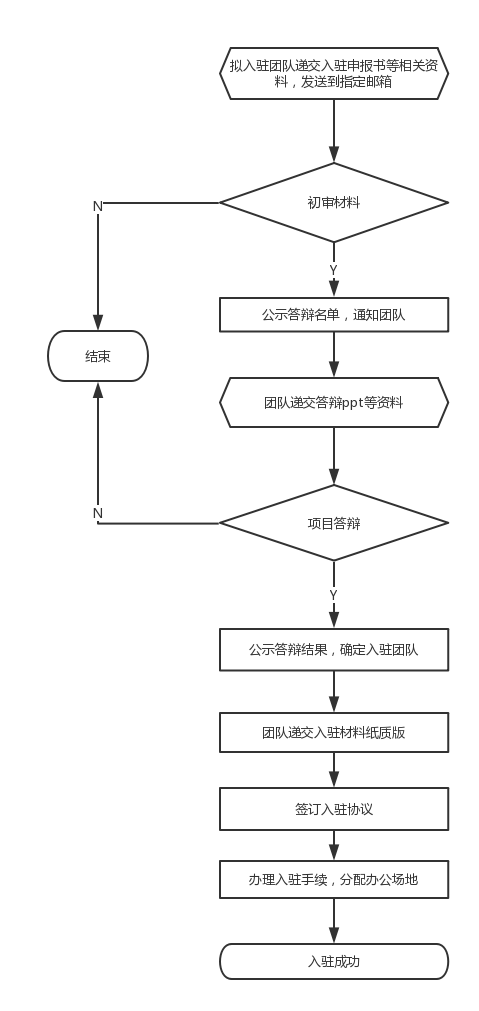 拟入驻团队递交入驻申报书等相关资
料，发送到指定邮箱
初审材料
N
Y
公示答辩名单，通知团队
结束
团队递交答辩ppt等资料
N
项目答辩
Y
公示答辩结果，确定入驻团队
团队递交入驻材料纸质版
签订入驻协议
办理入驻手续，分配办公场地
入驻成功